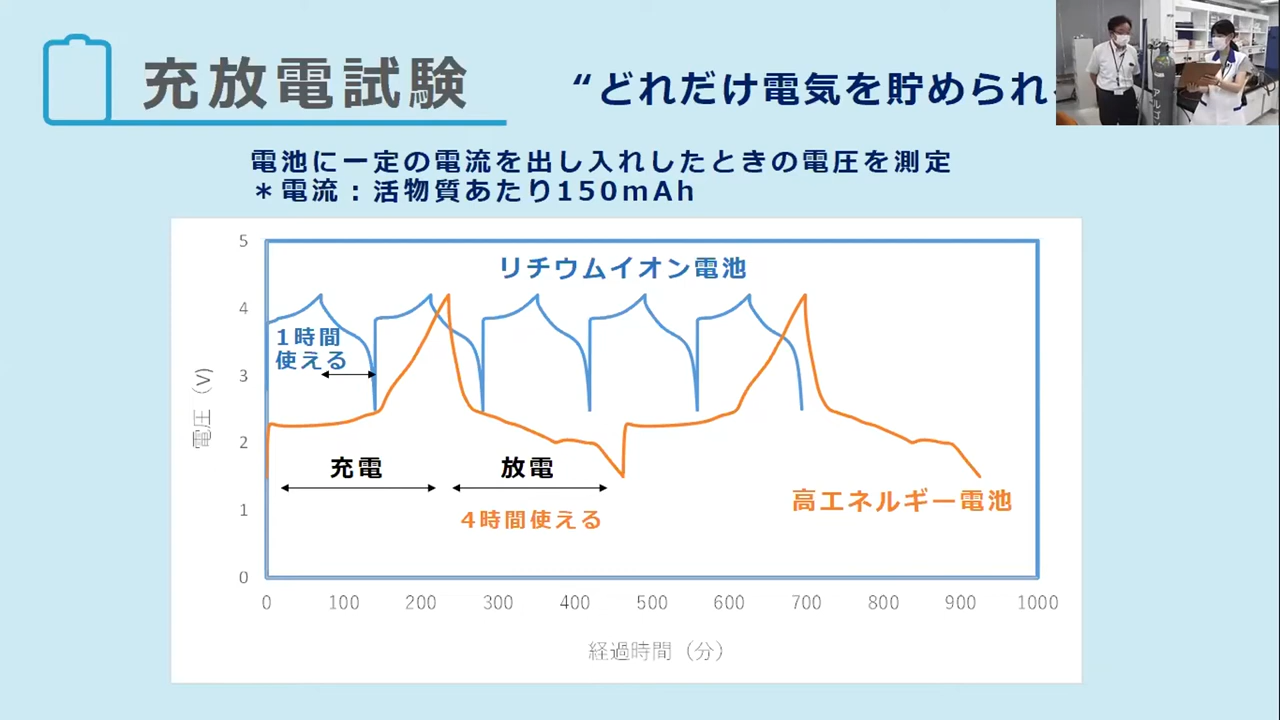 充放電試験
“どれだけ電気を貯められ
電池に一定の電流を出し入れしたときの電圧を測定
＊電流：活物質あたり150mAh
リチウムイオン電池
1時間
使える
充電
放電
4時間使える
高エネルギー電池
電圧（V）
5
4
3
2
1
0
0 100 200 300 400 500 600 700 800 900 1000
経過時間（分）
アルゴン